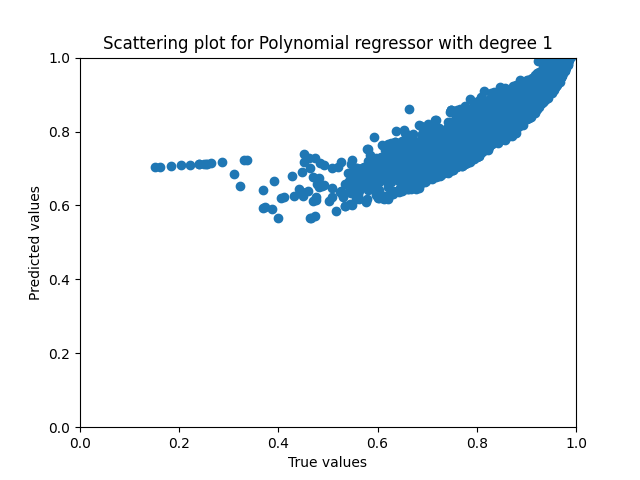 Scattering plot for Polynomial regressor with degree 1
1.0
0.8
0.6
0.4
0.2
0.0
Predicted values
0.0 0.2 0.4 0.6 0.8 1.0
True values